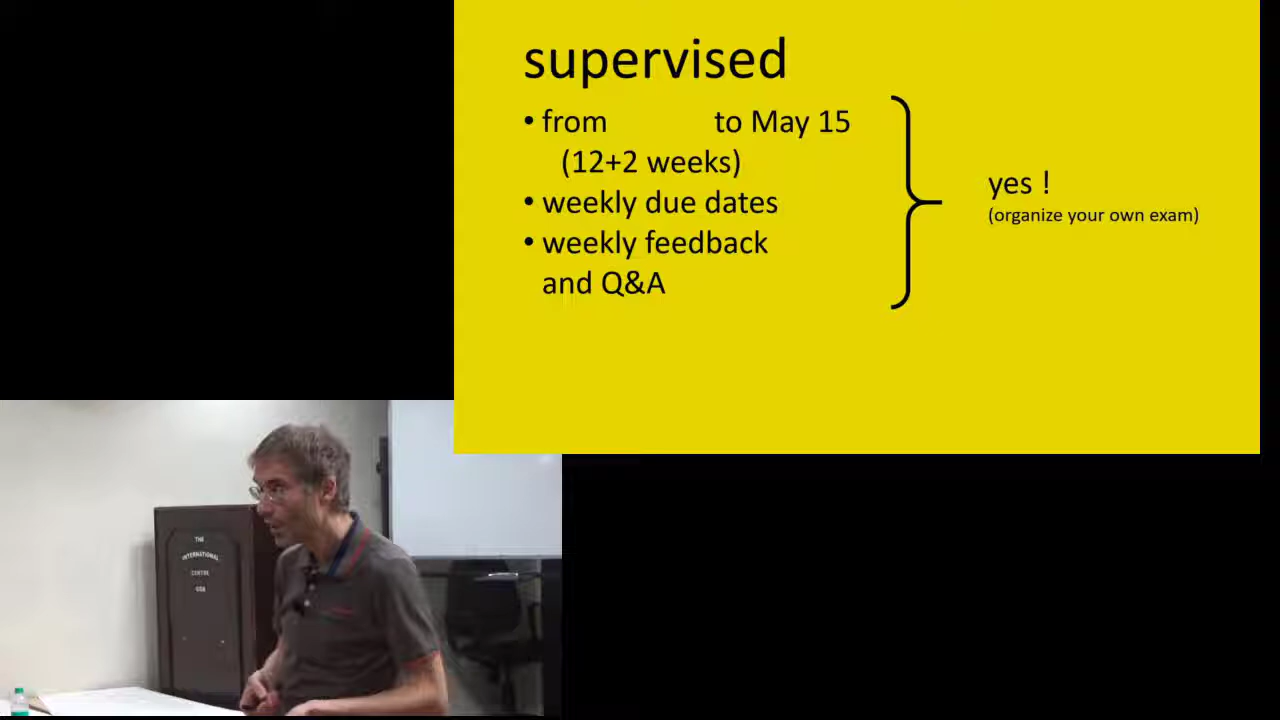 supervised
• from to May 15
(12+2 weeks)
• weekly due dates
• weekly feedback
and Q&A
yes !
(organize your own exam)
THE
INTERNATIONAL
CENTRE
GOA